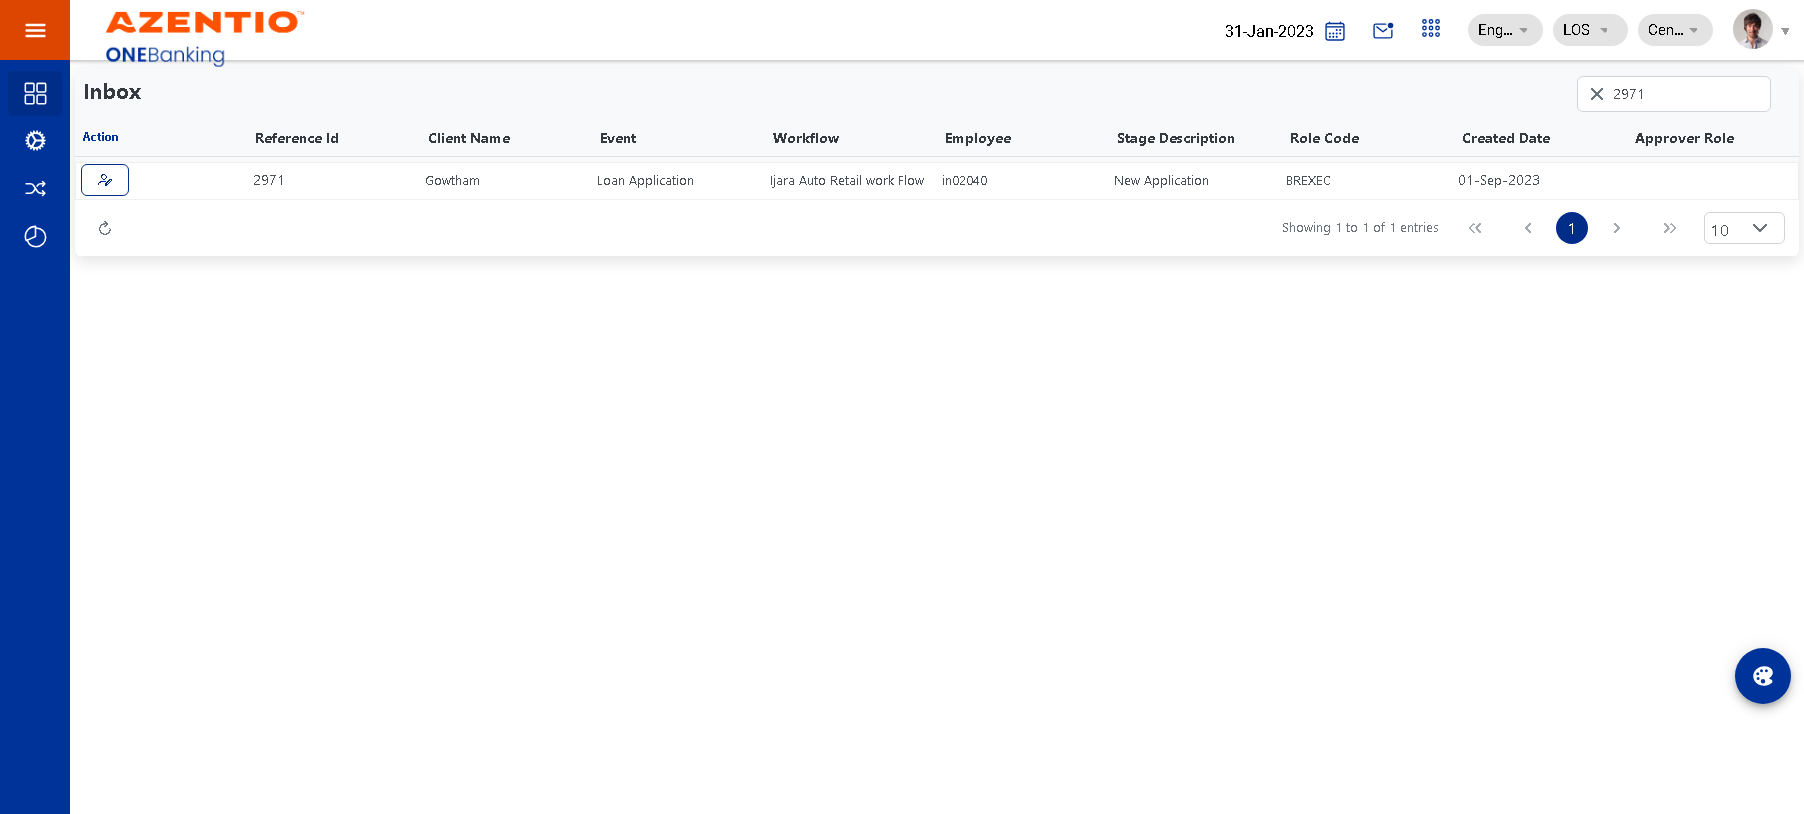 AZENTIO™
ONEBanking
31-Jan-2023
Eng...
LOS
Cen...
Inbox
2971
Action Reference Id Client Name Event Workflow Employee Stage Description Role Code Created Date Approver Role
2971 Gowtham Loan Application Ijara Auto Retail work Flow in02040 New Application BREXEC 01-Sep-2023
Showing 1 to 1 of 1 entries
1
10